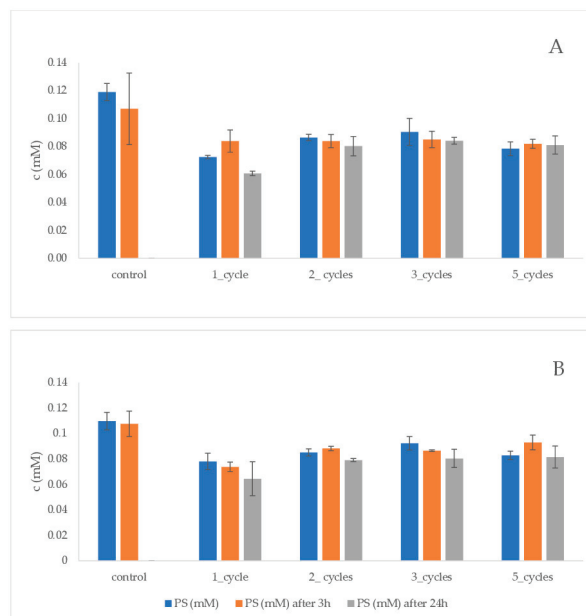 A
0.14
0.12
0.10
0.08
0.06
0.04
0.02
0.00
c (mM)
control 1_cycle 2_ cycles 3_cycles 5_cycles
B
0.14
0.12
0.1
0.08
0.06
0.04
0.02
0
c (mM)
control 1_cycle 2_ cycles 3_cycles 5_cycles
PS (mM) PS (mM) after 3h PS (mM) after 24h